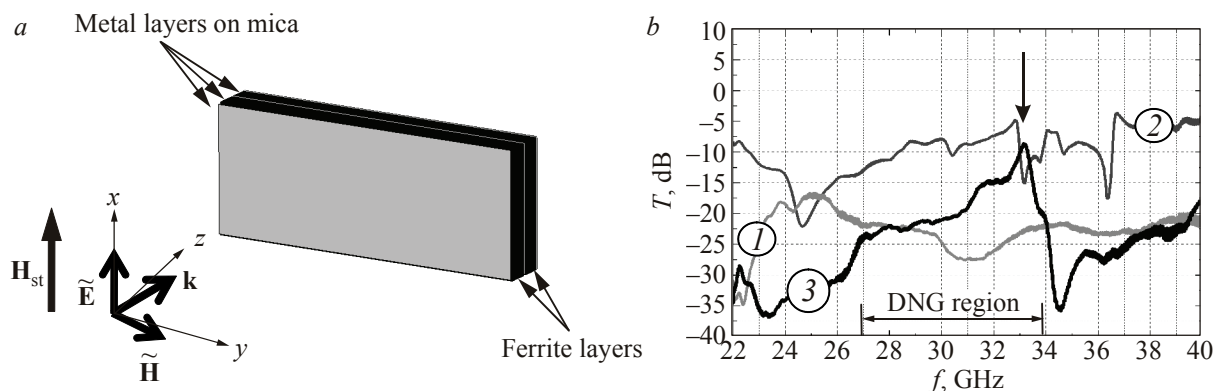 a
Metal layers on mica
x
z
y
H_st
Ẽ
k
H̃
Ferrite layers
b
10
5
0
–5
–10
–15
–20
–25
–30
–35
–40
T, dB
1
2
3
DNG region
22 24 26 28 30 32 34 36 38 40
f, GHz